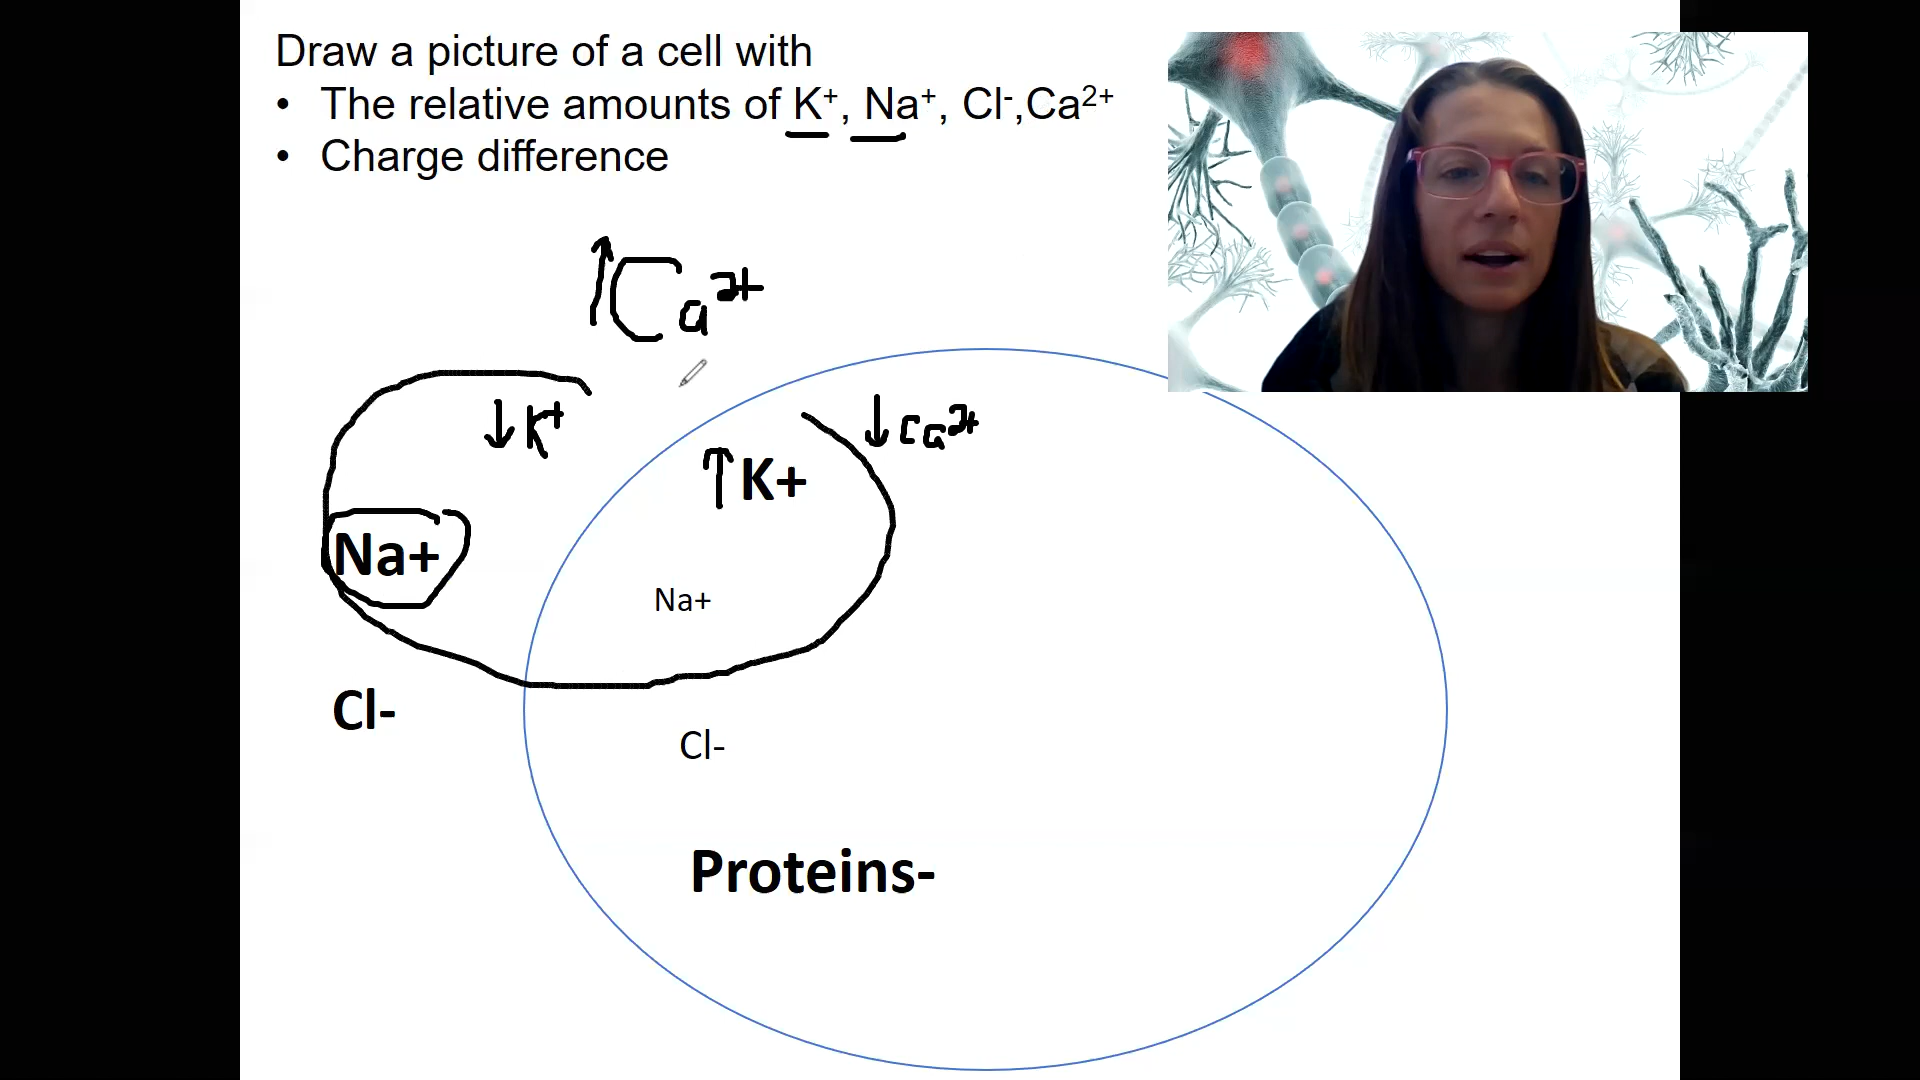 Draw a picture of a cell with
• The relative amounts of K⁺, Na⁺, Cl⁻,Ca²⁺
• Charge difference
↑Ca²⁺
↓K⁺
↓Ca²⁺
↑K+
Na+
Na+
Cl-
Cl-
Proteins-